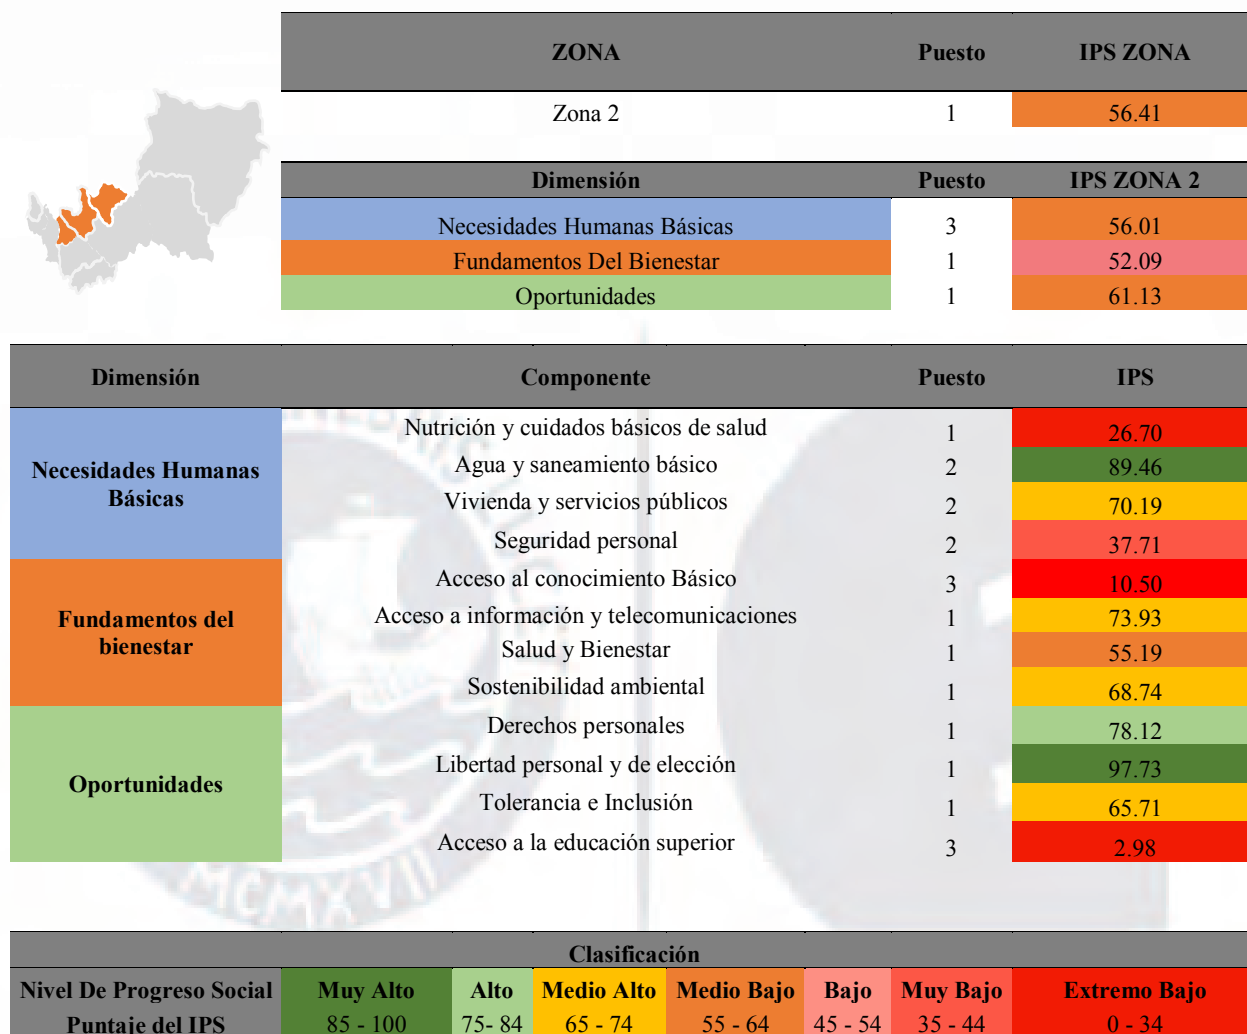 ZONA Puesto IPS ZONA
Zona 2 1 56.41
Dimensión Puesto IPS ZONA 2
Necesidades Humanas Básicas 3 56.01
Fundamentos Del Bienestar 1 52.09
Oportunidades 1 61.13
Dimensión Componente Puesto IPS
Necesidades Humanas
Básicas
Nutrición y cuidados básicos de salud 1 26.70
Agua y saneamiento básico 2 89.46
Vivienda y servicios públicos 2 70.19
Seguridad personal 2 37.71
Fundamentos del
bienestar
Acceso al conocimiento Básico 3 10.50
Acceso a información y telecomunicaciones 1 73.93
Salud y Bienestar 1 55.19
Sostenibilidad ambiental 1 68.74
Oportunidades
Derechos personales 1 78.12
Libertad personal y de elección 1 97.73
Tolerancia e Inclusión 1 65.71
Acceso a la educación superior 3 2.98
MCMXVII
Clasificación
Nivel De Progreso Social Muy Alto Alto Medio Alto Medio Bajo Bajo Muy Bajo Extremo Bajo
Puntaje del IPS 85 - 100 75- 84 65 - 74 55 - 64 45 - 54 35 - 44 0 - 34